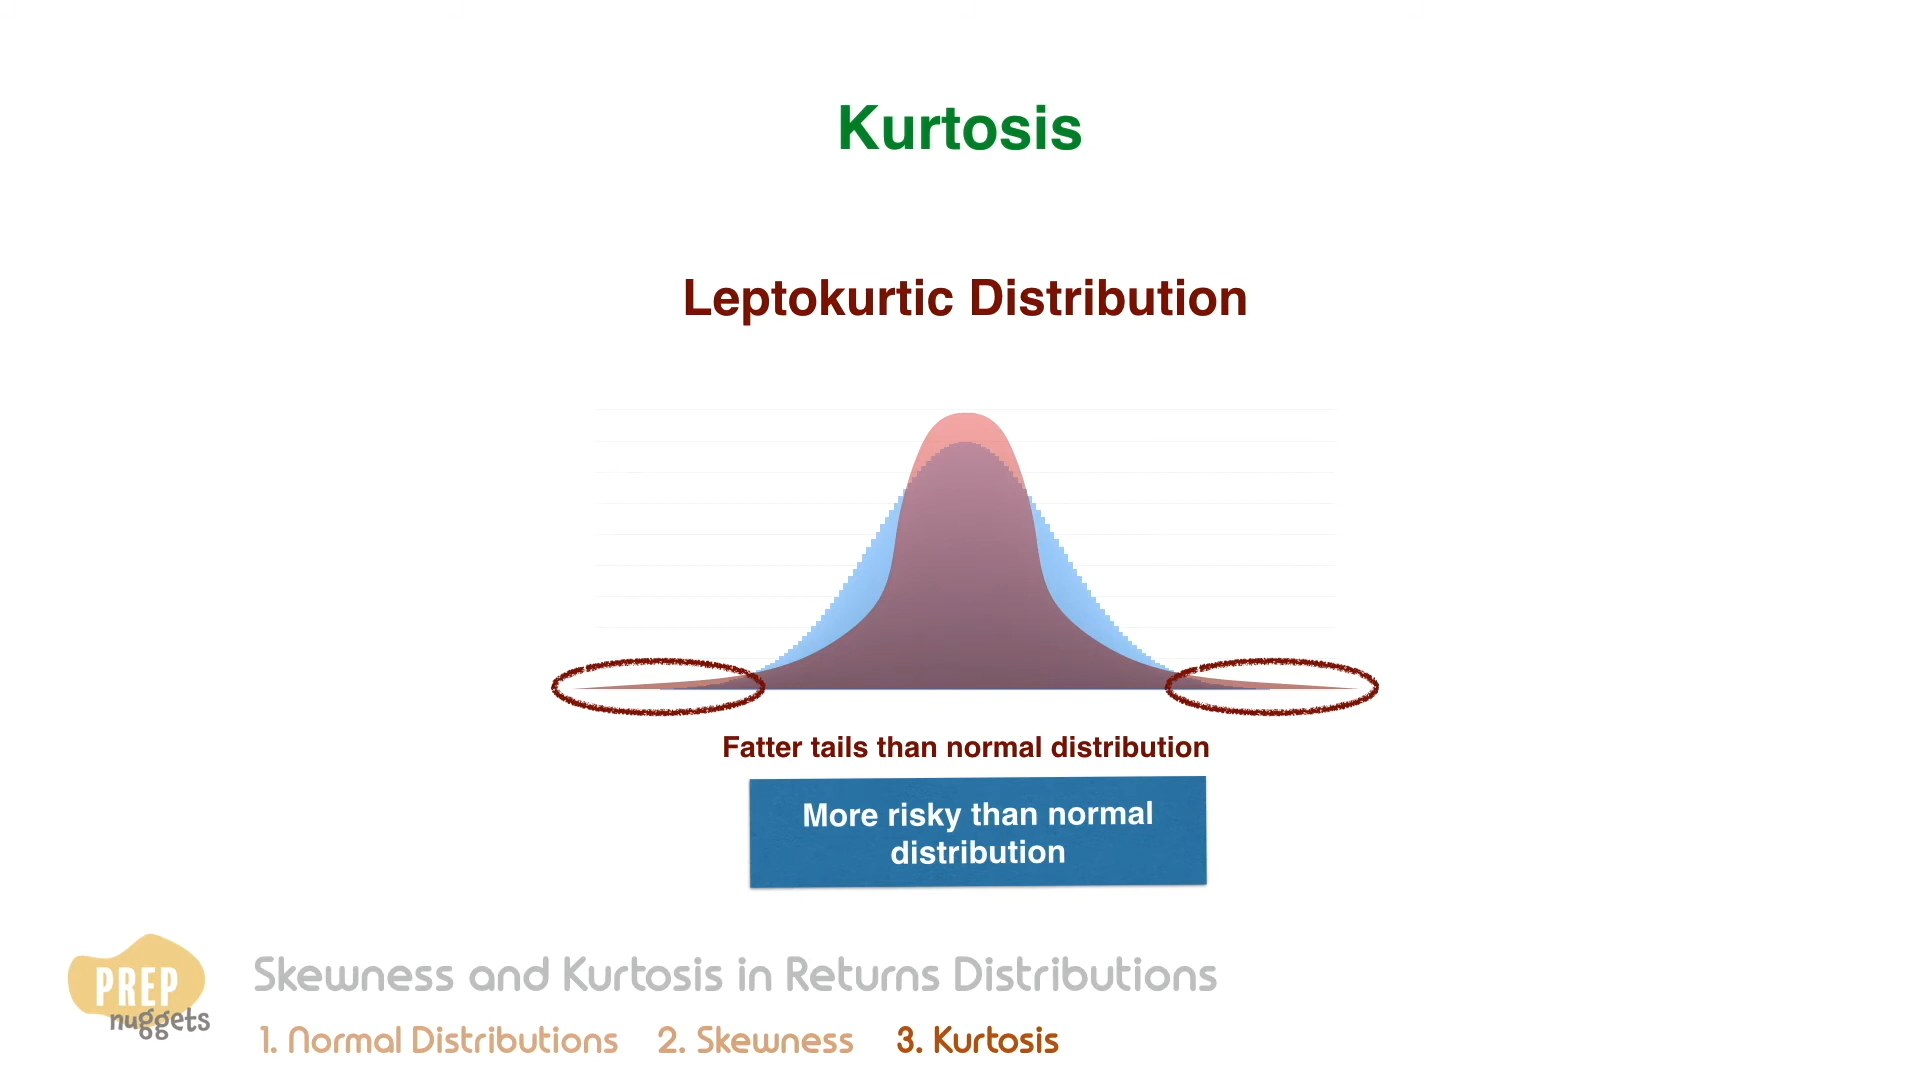 Kurtosis
Leptokurtic Distribution
Fatter tails than normal distribution
More risky than normal
distribution
PREP
nuggets
Skewness and Kurtosis in Returns Distributions
1. Normal Distributions 2. Skewness 3. Kurtosis